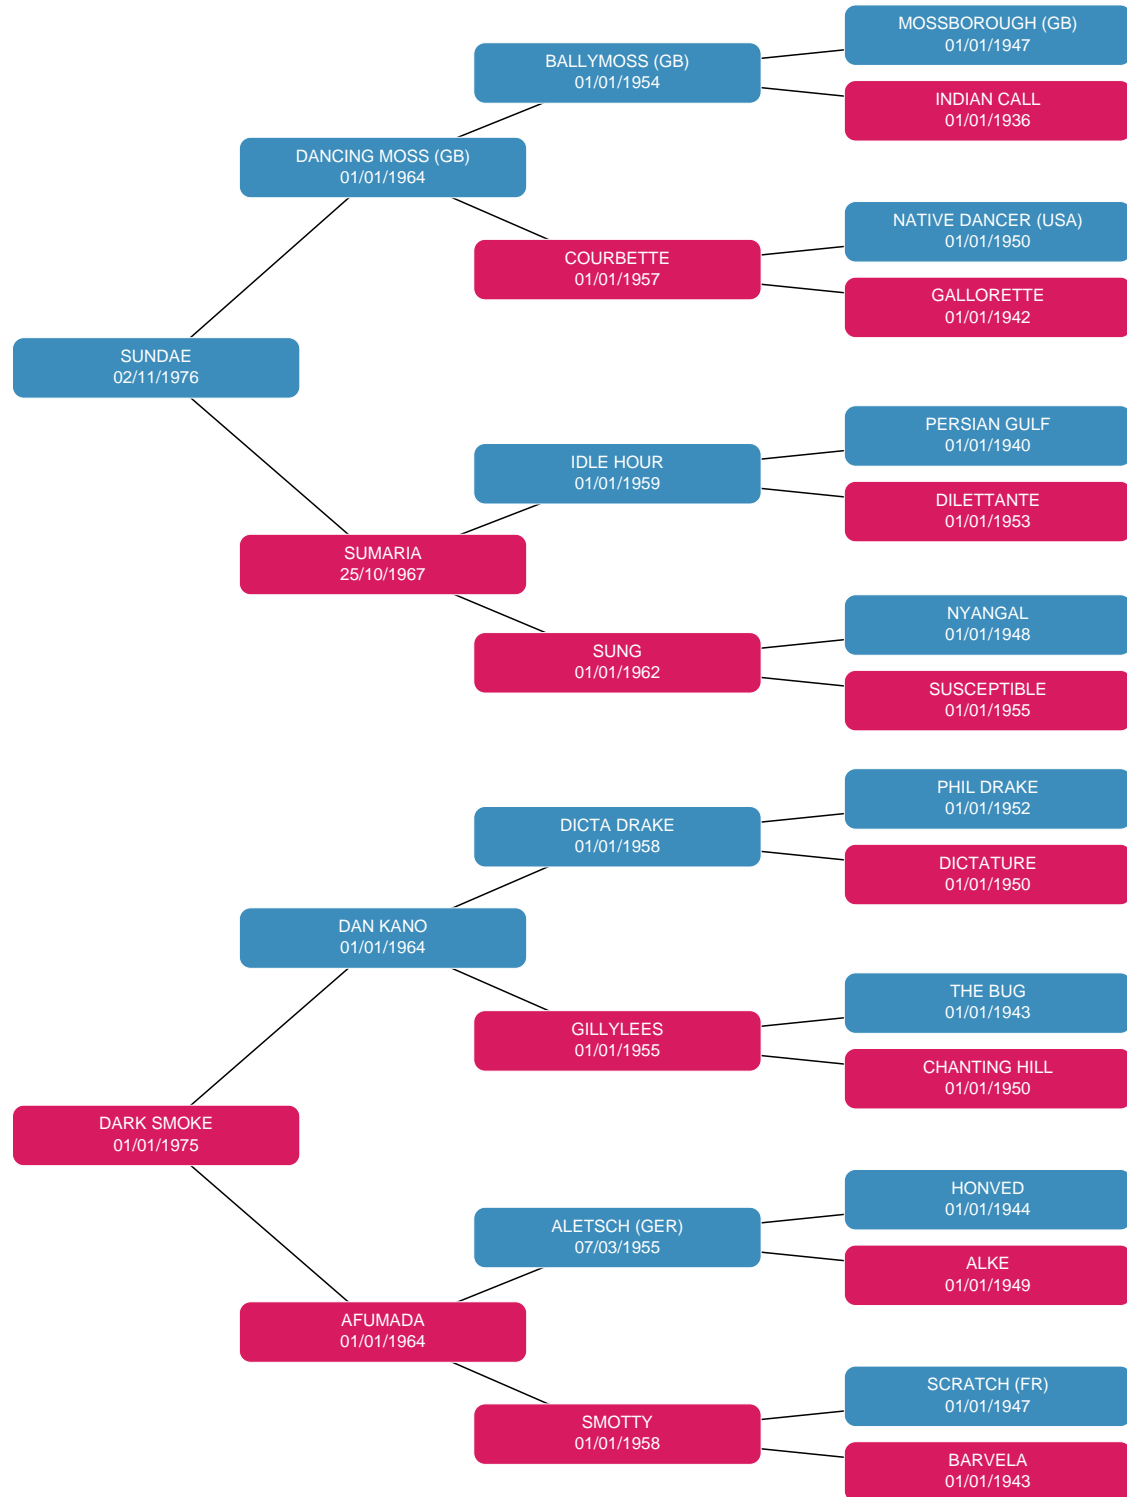 MOSSBOROUGH (GB)
01/01/1947
BALLYMOSS (GB)
01/01/1954
INDIAN CALL
01/01/1936
DANCING MOSS (GB)
01/01/1964
NATIVE DANCER (USA)
01/01/1950
COURBETTE
01/01/1957
GALLORETTE
01/01/1942
SUNDAE
02/11/1976
PERSIAN GULF
01/01/1940
IDLE HOUR
01/01/1959
DILETTANTE
01/01/1953
SUMARIA
25/10/1967
NYANGAL
01/01/1948
SUNG
01/01/1962
SUSCEPTIBLE
01/01/1955
PHIL DRAKE
01/01/1952
DICTA DRAKE
01/01/1958
DICTATURE
01/01/1950
DAN KANO
01/01/1964
THE BUG
01/01/1943
GILLYLEES
01/01/1955
CHANTING HILL
01/01/1950
DARK SMOKE
01/01/1975
HONVED
01/01/1944
ALETSCH (GER)
07/03/1955
ALKE
01/01/1949
AFUMADA
01/01/1964
SCRATCH (FR)
01/01/1947
SMOTTY
01/01/1958
BARVELA
01/01/1943